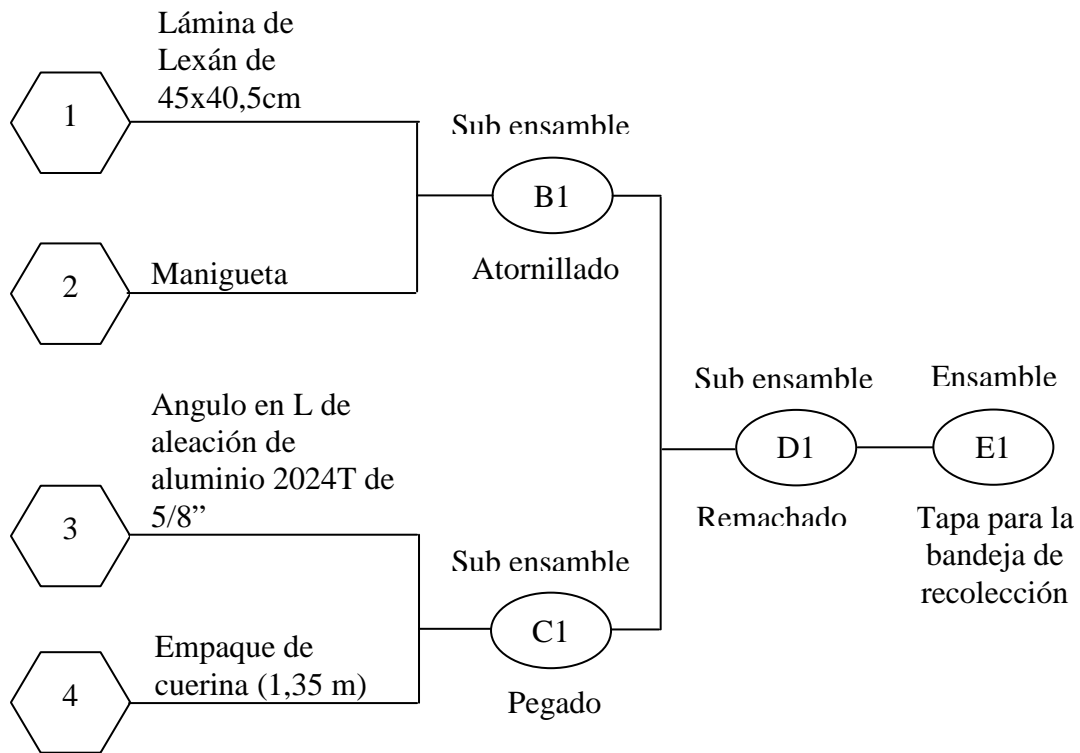 Lámina de
Lexán de
45x40,5cm
1
Sub ensamble
B1
Atornillado
2
Manigueta
Angulo en L de
aleación de
aluminio 2024T de
5/8”
3
Sub ensamble
C1
Pegado
Empaque de
cuerina (1,35 m)
4
Sub ensamble
D1
Remachado
Ensamble
E1
Tapa para la
bandeja de
recolección